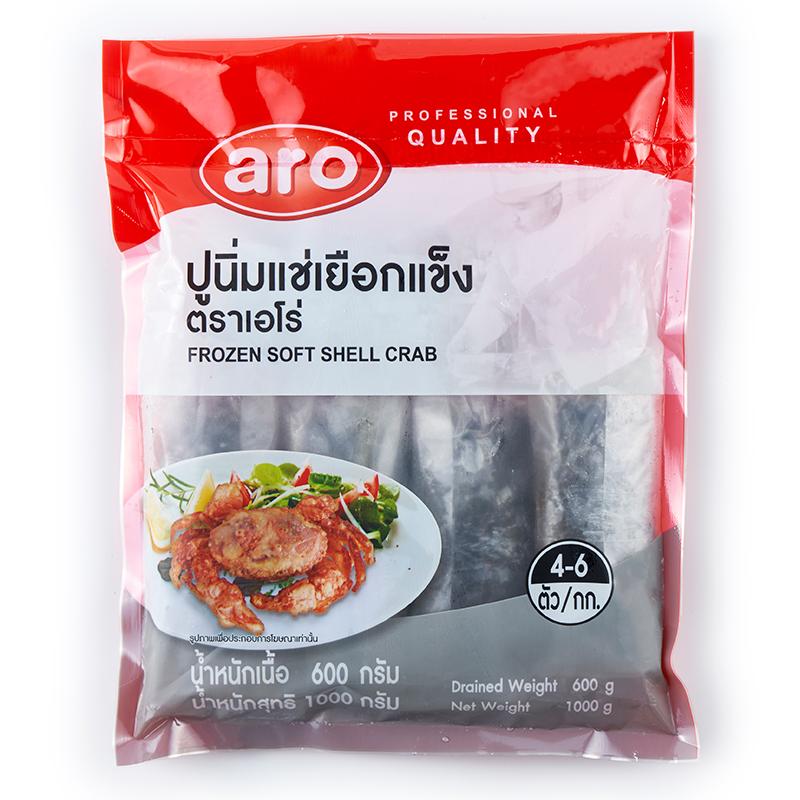 PROFESSIONAL
QUALITY
aro
ปูนิ่มแช่เยือกแข็ง
ตราเอโร่
FROZEN SOFT SHELL CRAB
4-6
ตัว/กก.
รูปภาพเพื่อประกอบการโฆษณาเท่านั้น
น้ำหนักเนื้อ 600 กรัม
น้ำหนักสุทธิ 1000 กรัม
Drained Weight 600 g
Net Weight 1000 g